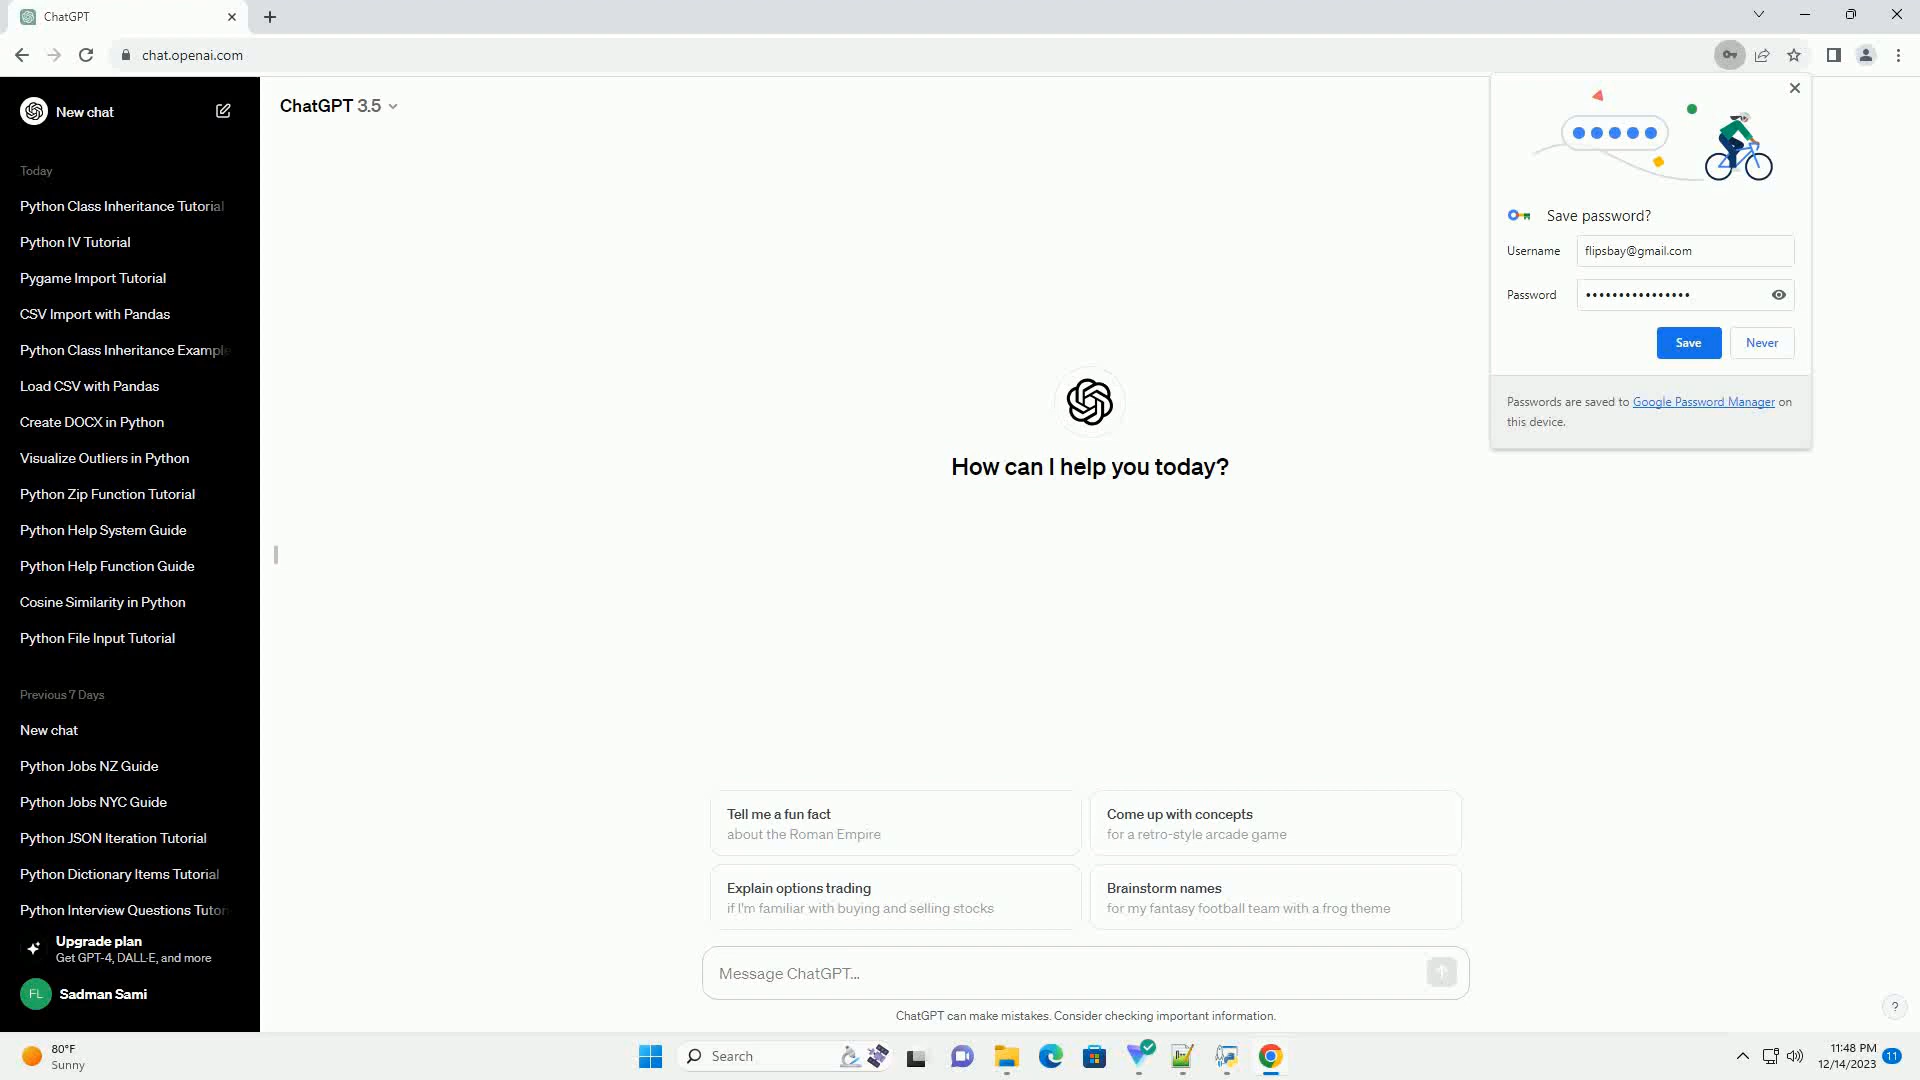 ChatGPT
chat.openai.com
New chat
Today
Python Class Inheritance Tutorial
Python IV Tutorial
Pygame Import Tutorial
CSV Import with Pandas
Python Class Inheritance Example
Load CSV with Pandas
Create DOCX in Python
Visualize Outliers in Python
Python Zip Function Tutorial
Python Help System Guide
Python Help Function Guide
Cosine Similarity in Python
Python File Input Tutorial
Previous 7 Days
New chat
Python Jobs NZ Guide
Python Jobs NYC Guide
Python JSON Iteration Tutorial
Python Dictionary Items Tutorial
Python Interview Questions Tutori
Upgrade plan
Get GPT-4, DALL·E, and more
FL Sadman Sami
ChatGPT 3.5
How can I help you today?
Tell me a fun fact
about the Roman Empire
Come up with concepts
for a retro-style arcade game
Explain options trading
if I'm familiar with buying and selling stocks
Brainstorm names
for my fantasy football team with a frog theme
Message ChatGPT...
ChatGPT can make mistakes. Consider checking important information.
?
Save password?
Username flipsbay@gmail.com
Password ••••••••••••••••
Save Never
Passwords are saved to Google Password Manager on
this device.
80°F
Sunny
Search
11:48 PM
12/14/2023
11